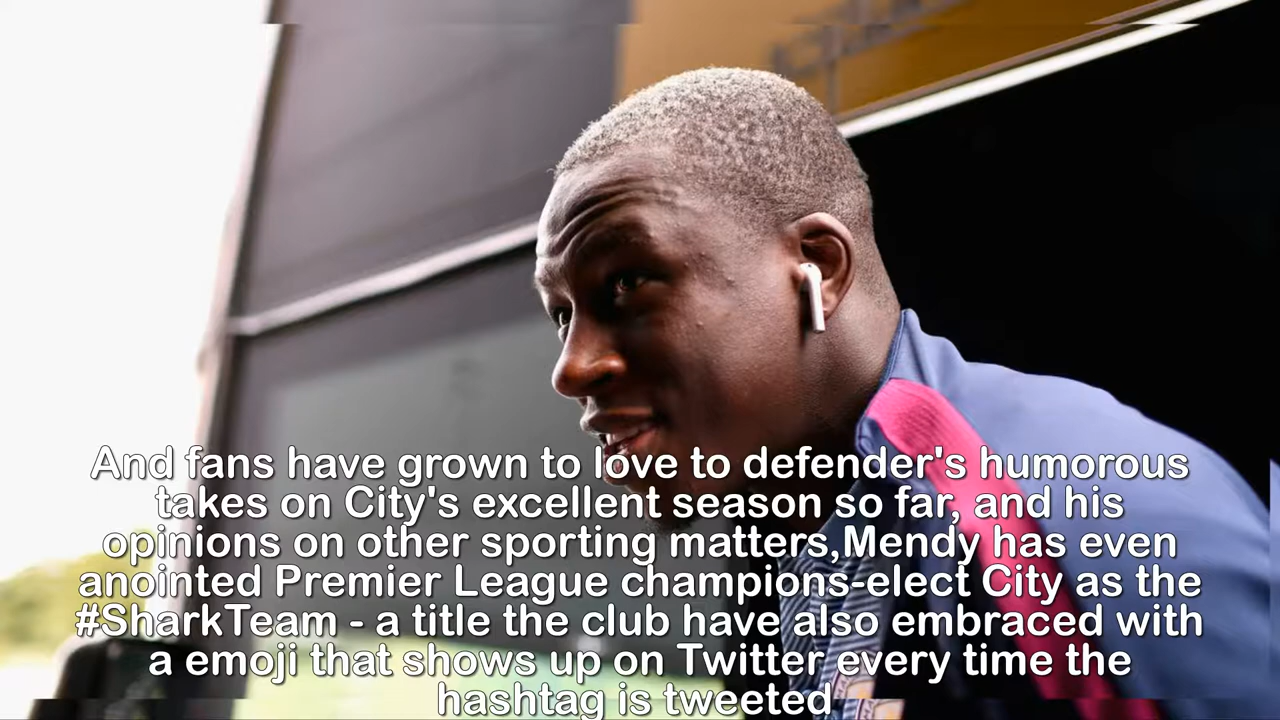 And fans have grown to love to defender's humorous
takes on City's excellent season so far, and his
opinions on other sporting matters,Mendy has even
anointed Premier League champions-elect City as the
#SharkTeam - a title the club have also embraced with
a emoji that shows up on Twitter every time the
hashtag is tweeted